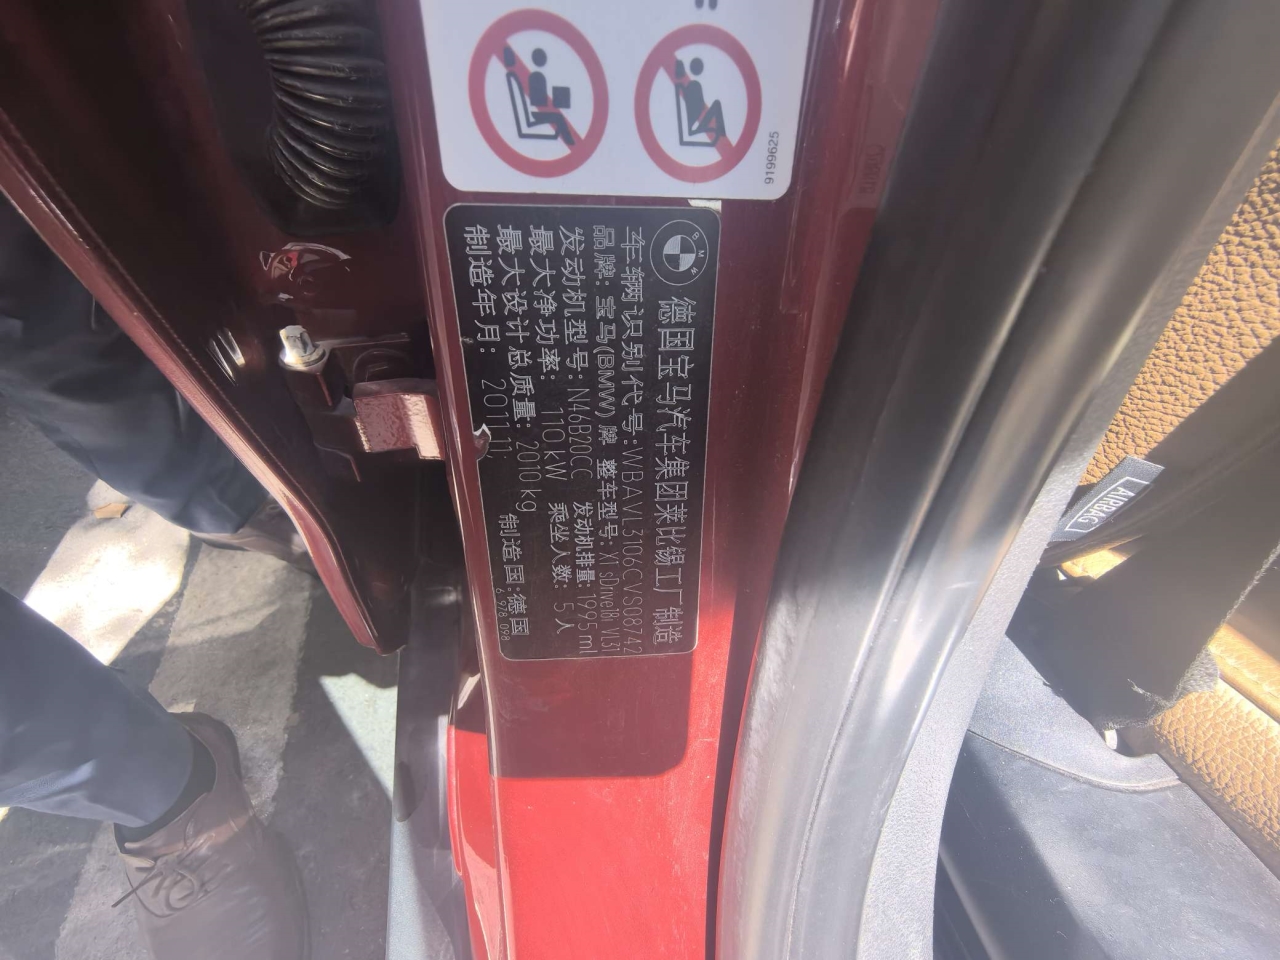 9199625
BMW
德国宝马汽车集团莱比锡工厂制造
车辆识别代号:WBAVL3106CVS08742
品牌:宝马(BMW)牌 整车型号:X1 sDrive18i VL31
发动机型号:N46B20CC 发动机排量:1995ml
最大净功率: 110kW 乘坐人数: 5人
最大设计总质量: 2010kg
制造年月: 2011.11 制造国:德国
6 978 098
AIRBAG